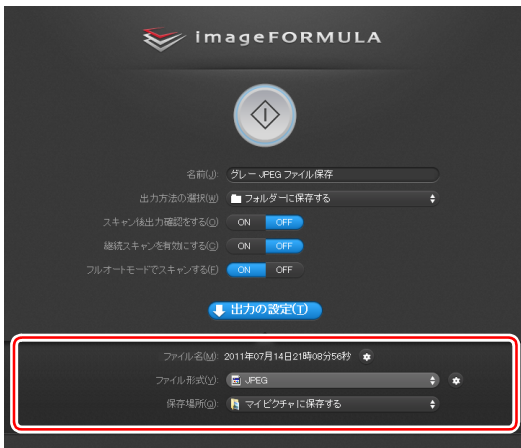 imageFORMULA
名前(J): グレー JPEG ファイル保存
出力方法の選択(W) フォルダーに保存する
スキャン後出力確認をする(O) ON OFF
継続スキャンを有効にする(C) ON OFF
フルオートモードでスキャンする(F) ON OFF
出力の設定(T)
ファイル名(M): 2011年07月14日21時08分56秒
ファイル形式(Y): JPEG
保存場所(Q): マイ ピクチャに保存する